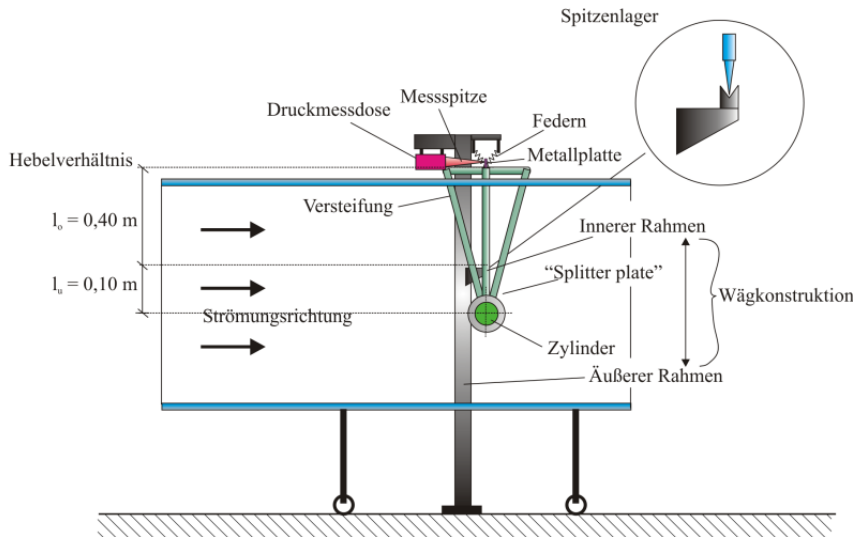 Spitzenlager
Messspitze
Druckmessdose
Federn
Hebelverhältnis
Metallplatte
Versteifung
lₒ = 0,40 m
Innerer Rahmen
“Splitter plate”
lᵤ = 0,10 m
Wägkonstruktion
Strömungsrichtung
Zylinder
Äußerer Rahmen